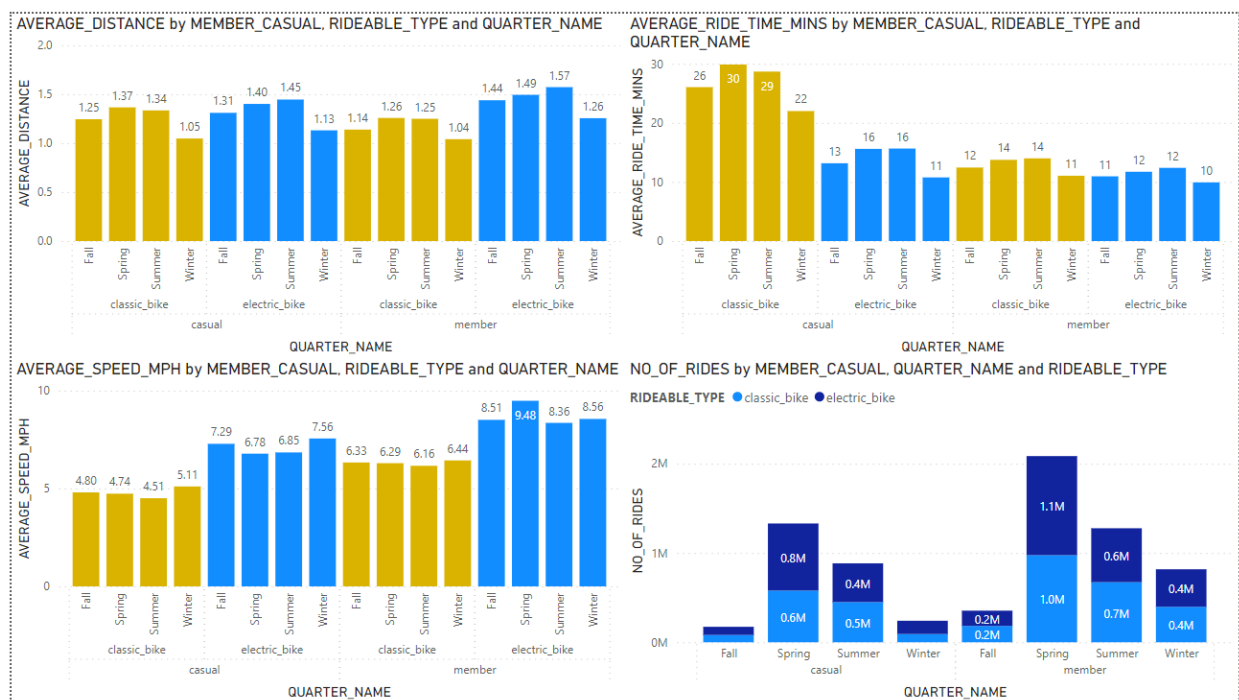 AVERAGE_DISTANCE by MEMBER_CASUAL, RIDEABLE_TYPE and QUARTER_NAME
2.0
1.5
1.0
0.5
0.0
AVERAGE_DISTANCE
1.25 1.37 1.34 1.05 1.31 1.40 1.45 1.13 1.14 1.26 1.25 1.04 1.44 1.49 1.57 1.26
Fall Spring Summer Winter Fall Spring Summer Winter Fall Spring Summer Winter Fall Spring Summer Winter
classic_bike electric_bike classic_bike electric_bike
casual member
QUARTER_NAME
AVERAGE_RIDE_TIME_MINS by MEMBER_CASUAL, RIDEABLE_TYPE and
QUARTER_NAME
30
20
10
0
AVERAGE_RIDE_TIME_MINS
26 30 29 22 13 16 16 11 12 14 14 11 11 12 12 10
Fall Spring Summer Winter Fall Spring Summer Winter Fall Spring Summer Winter Fall Spring Summer Winter
classic_bike electric_bike classic_bike electric_bike
casual member
QUARTER_NAME
AVERAGE_SPEED_MPH by MEMBER_CASUAL, RIDEABLE_TYPE and QUARTER_NAME
10
5
0
AVERAGE_SPEED_MPH
4.80 4.74 4.51 5.11 7.29 6.78 6.85 7.56 6.33 6.29 6.16 6.44 8.51 9.48 8.36 8.56
Fall Spring Summer Winter Fall Spring Summer Winter Fall Spring Summer Winter Fall Spring Summer Winter
classic_bike electric_bike classic_bike electric_bike
casual member
QUARTER_NAME
NO_OF_RIDES by MEMBER_CASUAL, QUARTER_NAME and RIDEABLE_TYPE
RIDEABLE_TYPE classic_bike electric_bike
2M
1M
0M
NO_OF_RIDES
0.8M 0.4M 0.2M 1.1M 0.6M 0.4M
0.6M 0.5M 0.2M 1.0M 0.7M 0.4M
Fall Spring Summer Winter Fall Spring Summer Winter
casual member
QUARTER_NAME